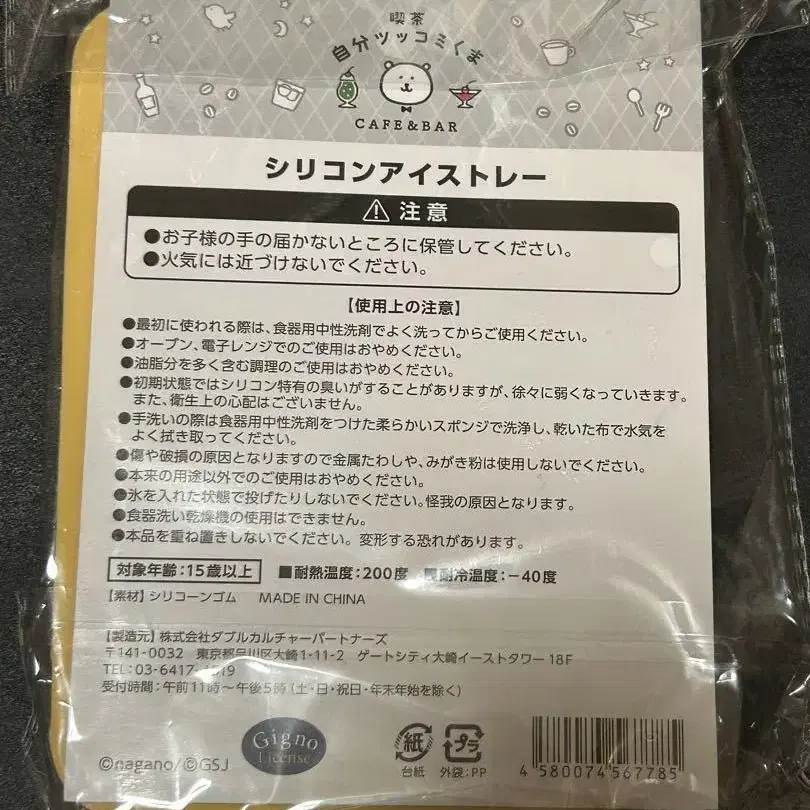 喫茶
自分ツッコミくま
CAFE&BAR
シリコンアイストレー
注意
●お子様の手の届かないところに保管してください。
●火気には近づけないでください。
【使用上の注意】
●最初に使われる際は、食器用中性洗剤でよく洗ってからご使用ください。
●オーブン、電子レンジでのご使用はおやめください。
●油脂分を多く含む調理のご使用はおやめください。
●初期状態ではシリコン特有の臭いがすることがありますが、徐々に弱くなっていきます。
また、衛生上の心配はございません。
●手洗いの際は食器用中性洗剤をつけた柔らかいスポンジで洗浄し、乾いた布で水気を
よく拭き取ってください。
●傷や破損の原因となりますので金属たわしや、みがき粉は使用しないでください。
●本来の用途以外でのご使用はおやめください。
●氷を入れた状態で投げたりしないでください。怪我の原因となります。
●食器洗い乾燥機の使用はできません。
●本品を重ね置きしないでください。変形する恐れがあります。
対象年齢:15歳以上 ■耐熱温度:200度 ■耐冷温度:−40度
【素材】シリコーンゴム MADE IN CHINA
【製造元】株式会社ダブルカルチャーパートナーズ
〒141-0032 東京都品川区大崎1-11-2 ゲートシティ大崎イーストタワー18F
TEL:03-6417-
受付時間:午前11時〜午後5時(土・日・祝日・年末年始を除く)
©nagano/©GSJ
Gigno
License
紙
台紙
プラ
外袋:PP
4 580074 567785